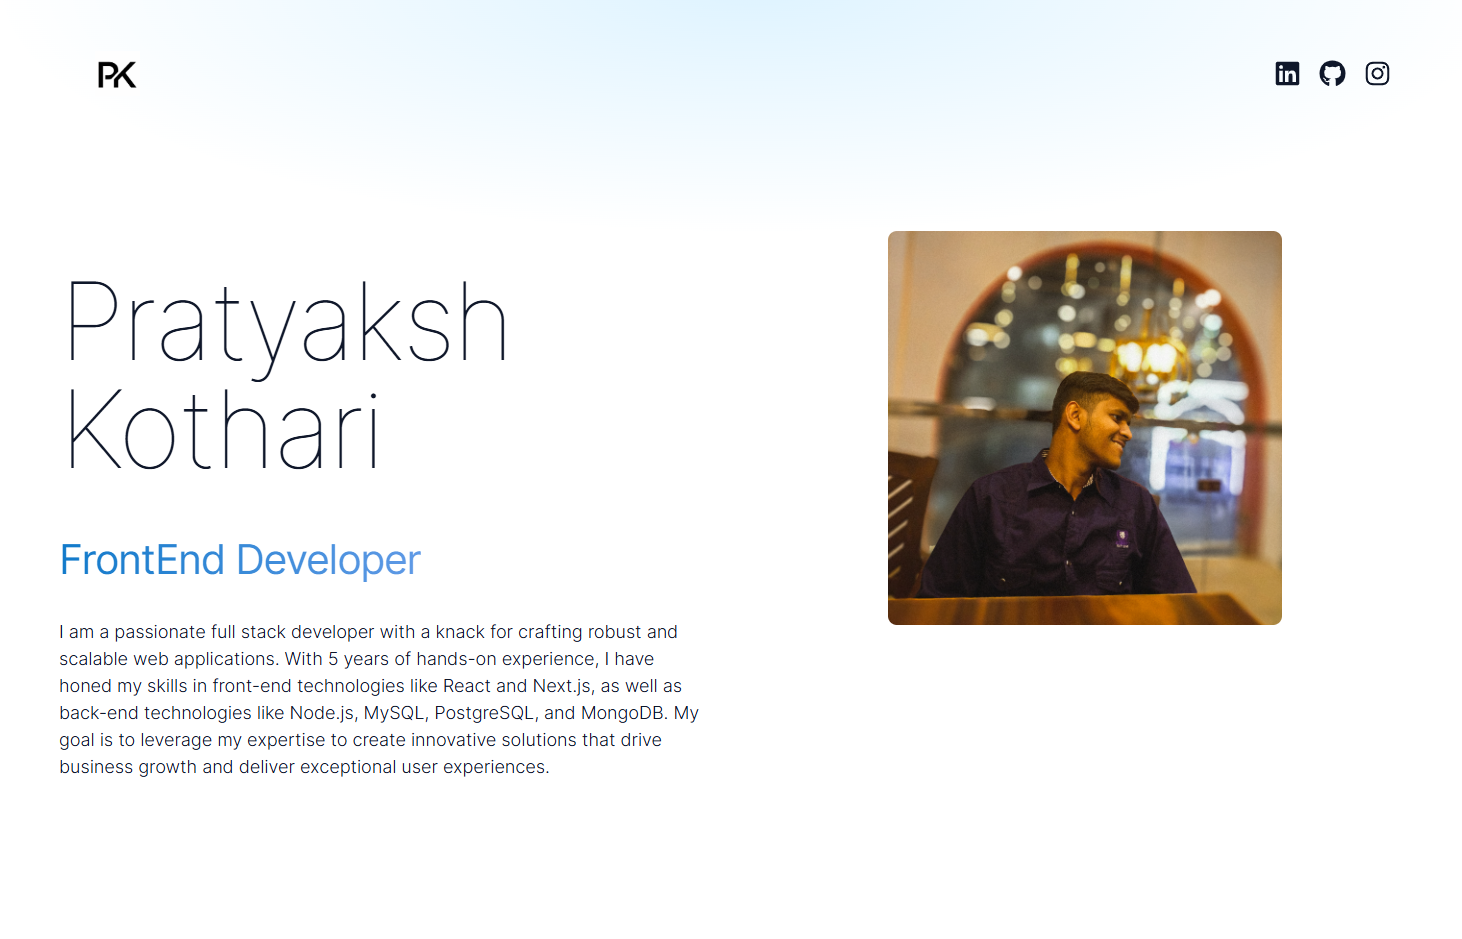 PK
Pratyaksh
Kothari
FrontEnd Developer
I am a passionate full stack developer with a knack for crafting robust and
scalable web applications. With 5 years of hands-on experience, I have
honed my skills in front-end technologies like React and Next.js, as well as
back-end technologies like Node.js, MySQL, PostgreSQL, and MongoDB. My
goal is to leverage my expertise to create innovative solutions that drive
business growth and deliver exceptional user experiences.